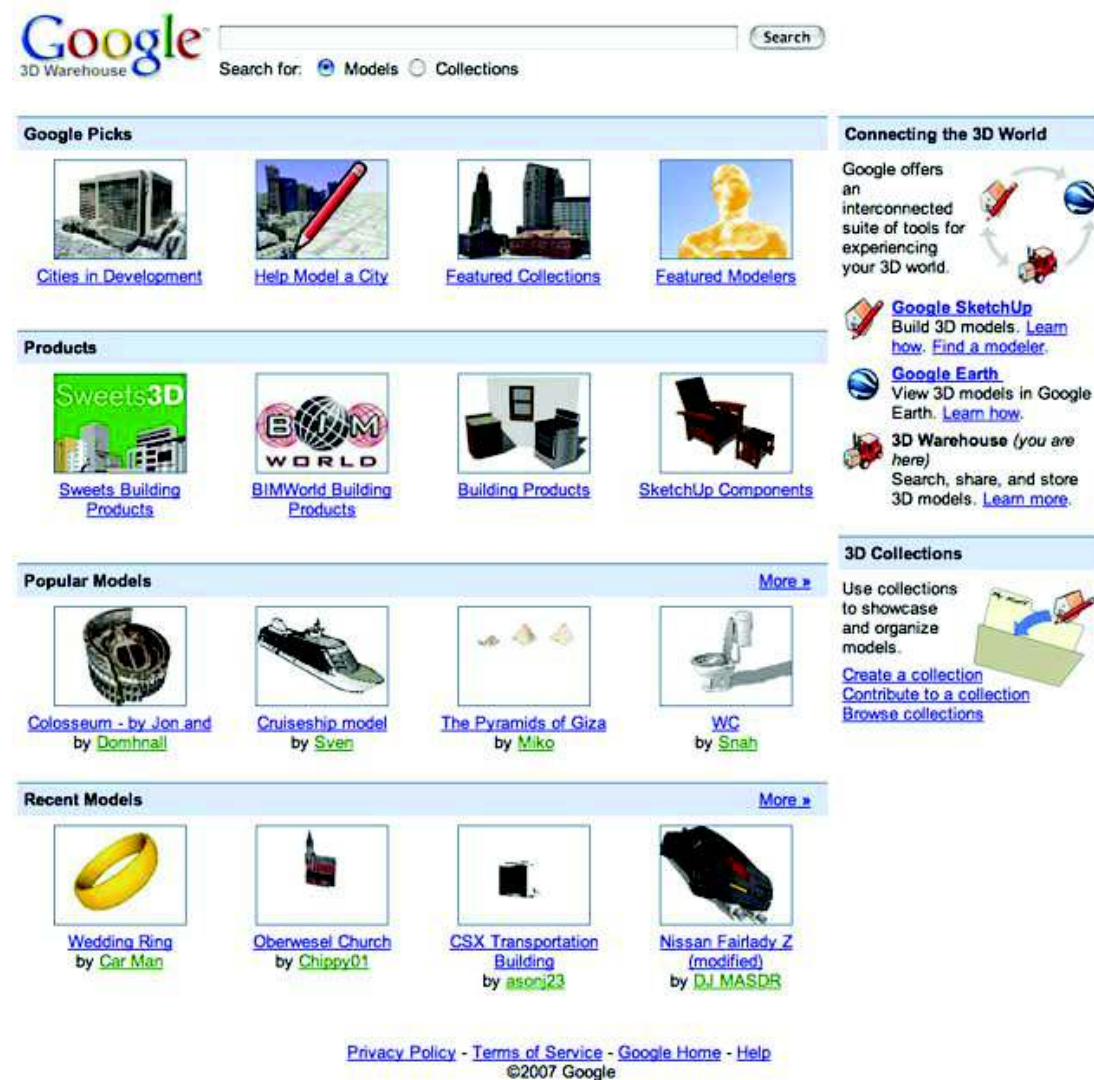 Google™
3D Warehouse
Search
Search for: Models Collections
Google Picks
Cities in Development
Help Model a City
Featured Collections
Featured Modelers
Products
Sweets3D
Sweets Building
Products
BIM
WORLD
BIMWorld Building
Products
Building Products
SketchUp Components
Popular Models
More »
Colosseum - by Jon and
by Domhnall
Cruiseship model
by Sven
The Pyramids of Giza
by Miko
WC
by Snah
Recent Models
More »
Wedding Ring
by Car Man
Oberwesel Church
by Chippy01
CSX Transportation
Building
by asonj23
Nissan Fairlady Z
(modified)
by DJ MASDR
Connecting the 3D World
Google offers
an
interconnected
suite of tools for
experiencing
your 3D world.
Google SketchUp
Build 3D models. Learn
how. Find a modeler.
Google Earth
View 3D models in Google
Earth. Learn how.
3D Warehouse (you are
here)
Search, share, and store
3D models. Learn more.
3D Collections
Use collections
to showcase
and organize
models.
Create a collection
Contribute to a collection
Browse collections
Privacy Policy - Terms of Service - Google Home - Help
©2007 Google